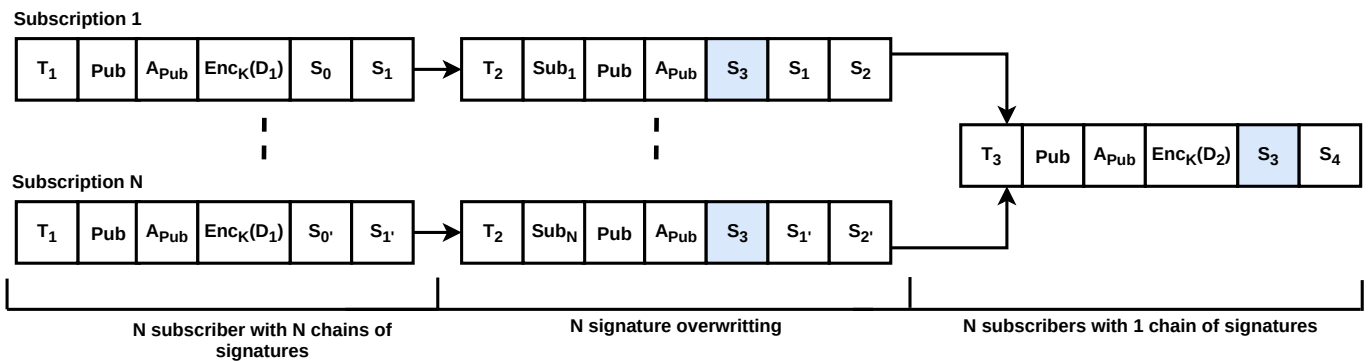 Subscription 1
T1 Pub APub EncK(D1) S0 S1
T2 Sub1 Pub APub S3 S1 S2
T3 Pub APub EncK(D2) S3 S4
Subscription N
T1 Pub APub EncK(D1) S0' S1'
T2 SubN Pub APub S3 S1' S2'
N subscriber with N chains of
signatures
N signature overwritting
N subscribers with 1 chain of signatures